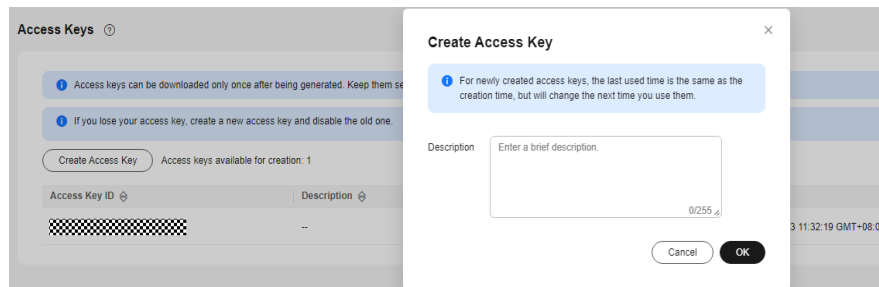 Access Keys
Access keys can be downloaded only once after being generated. Keep them se
If you lose your access key, create a new access key and disable the old one.
Create Access Key
Access keys available for creation: 1
Access Key ID
Description
--
3 11:32:19 GMT+08:0
Create Access Key
For newly created access keys, the last used time is the same as the
creation time, but will change the next time you use them.
Description
Enter a brief description.
0/255
Cancel
OK